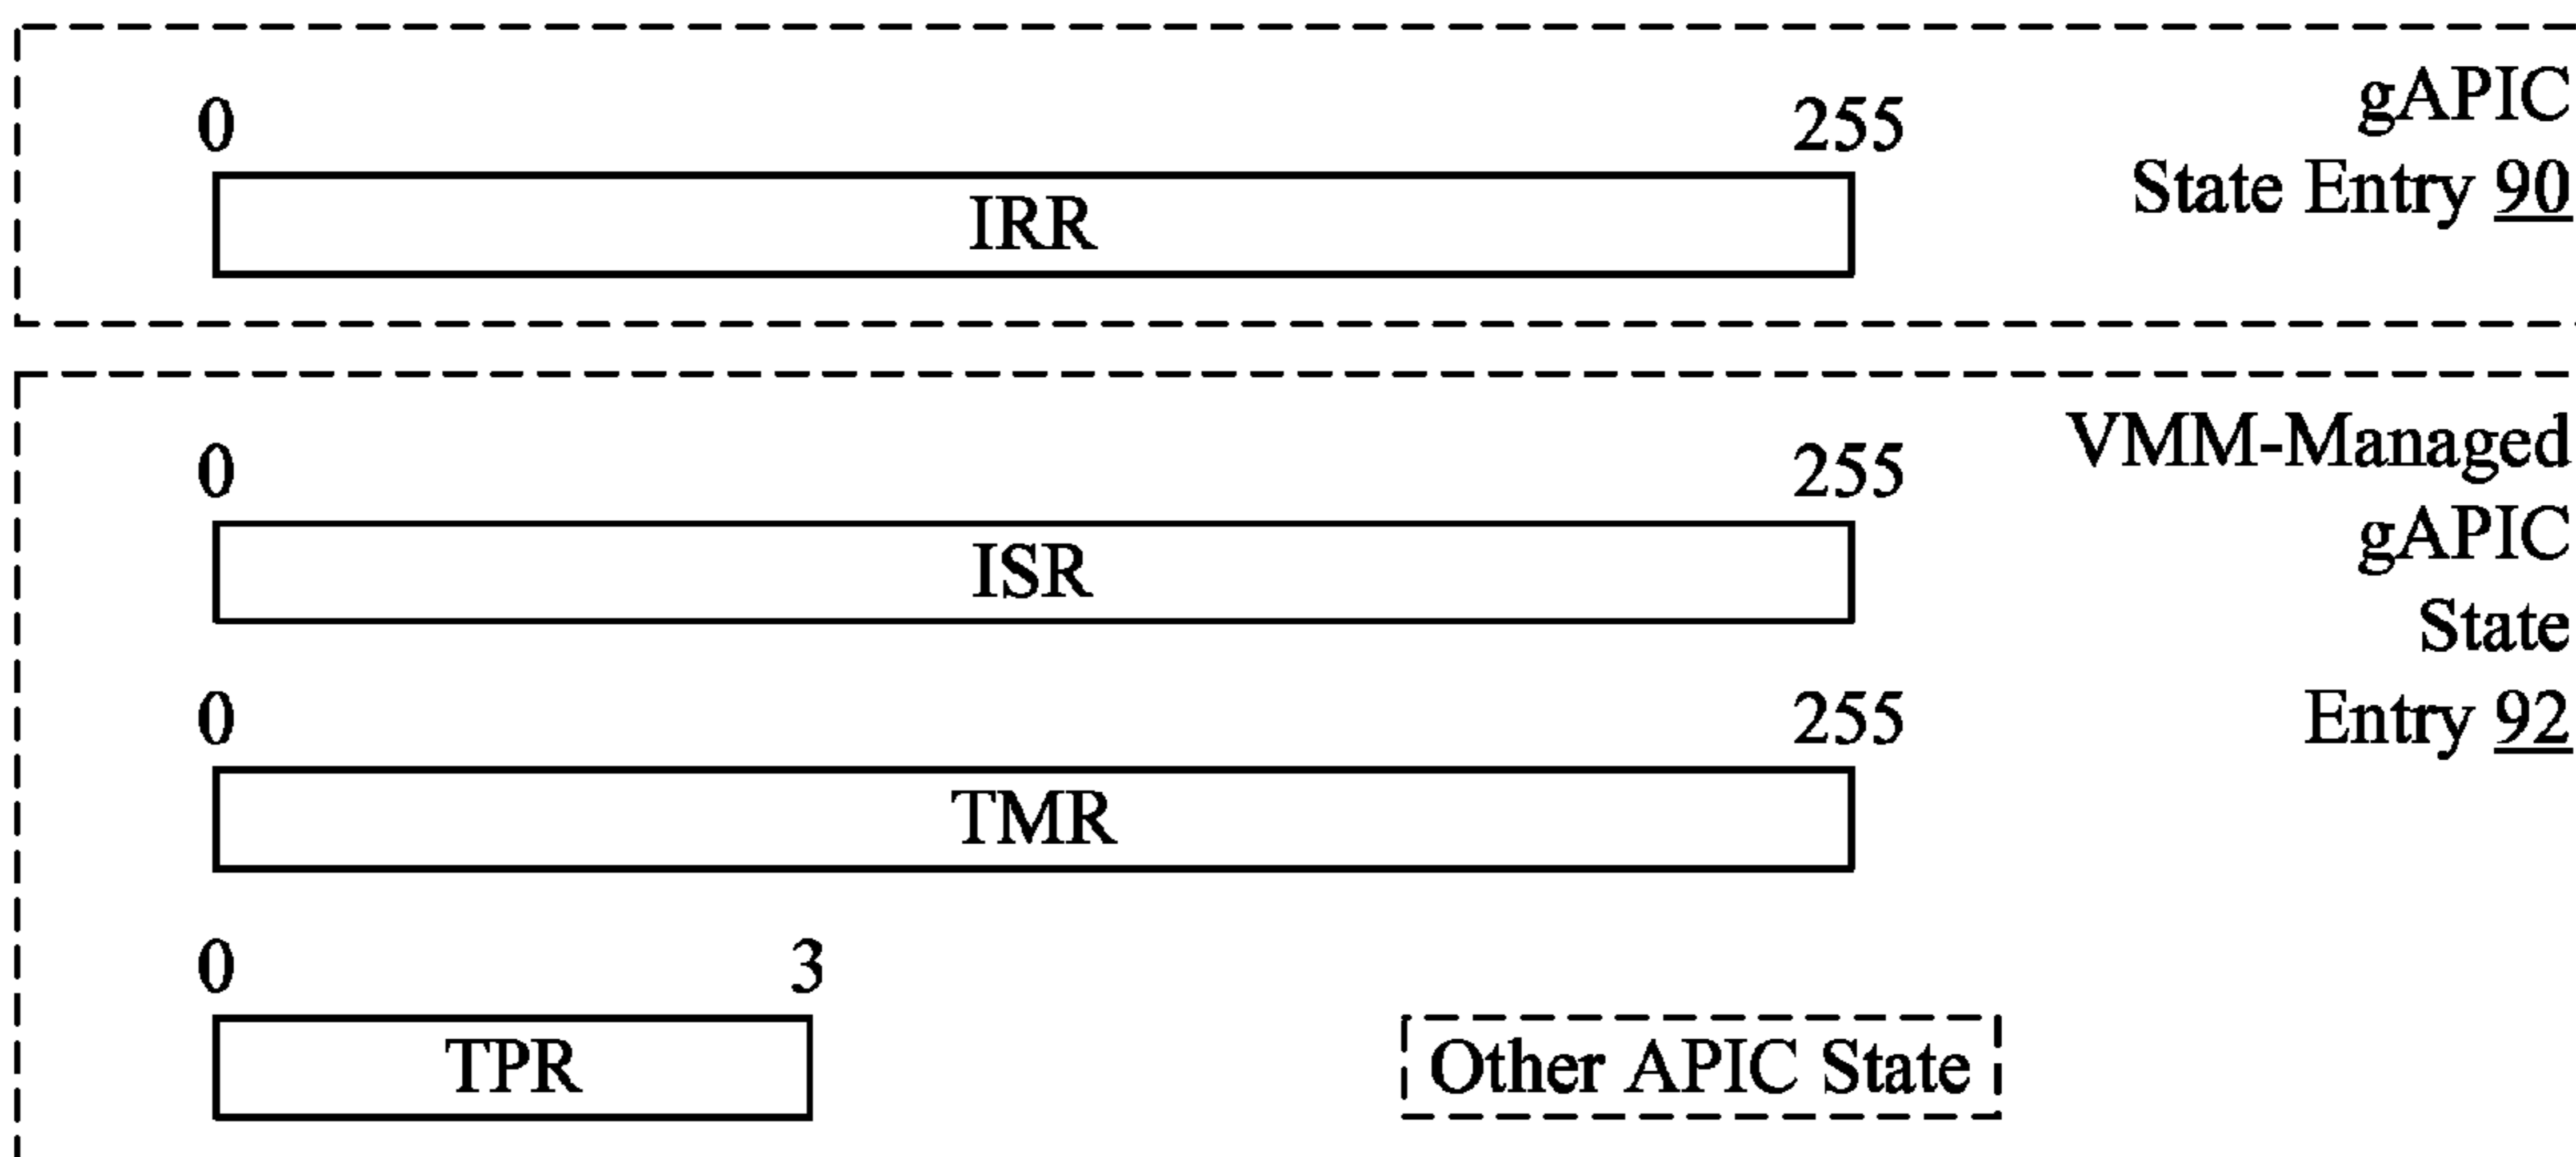 0 255
IRR
gAPIC
State Entry 90
0 255
ISR
VMM-Managed
gAPIC
State
Entry 92
0 255
TMR
0 3
TPR
Other APIC State